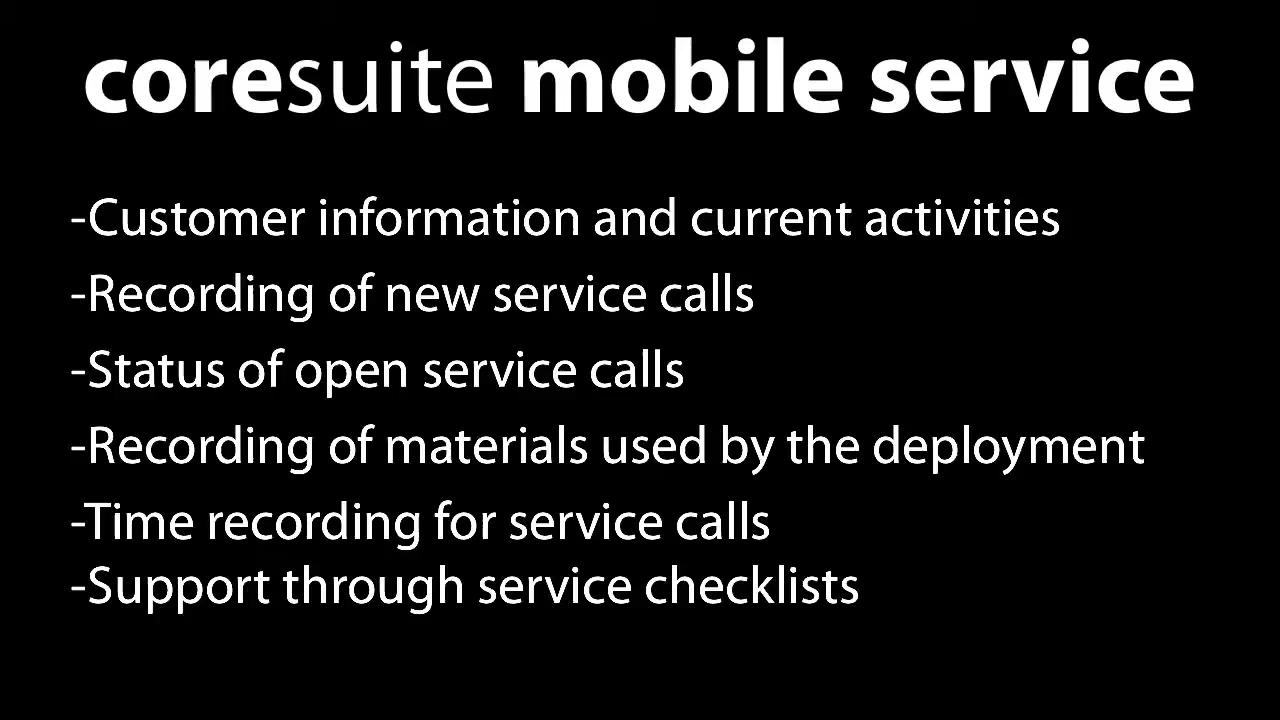 coresuite mobile service
-Customer information and current activities
-Recording of new service calls
-Status of open service calls
-Recording of materials used by the deployment
-Time recording for service calls
-Support through service checklists